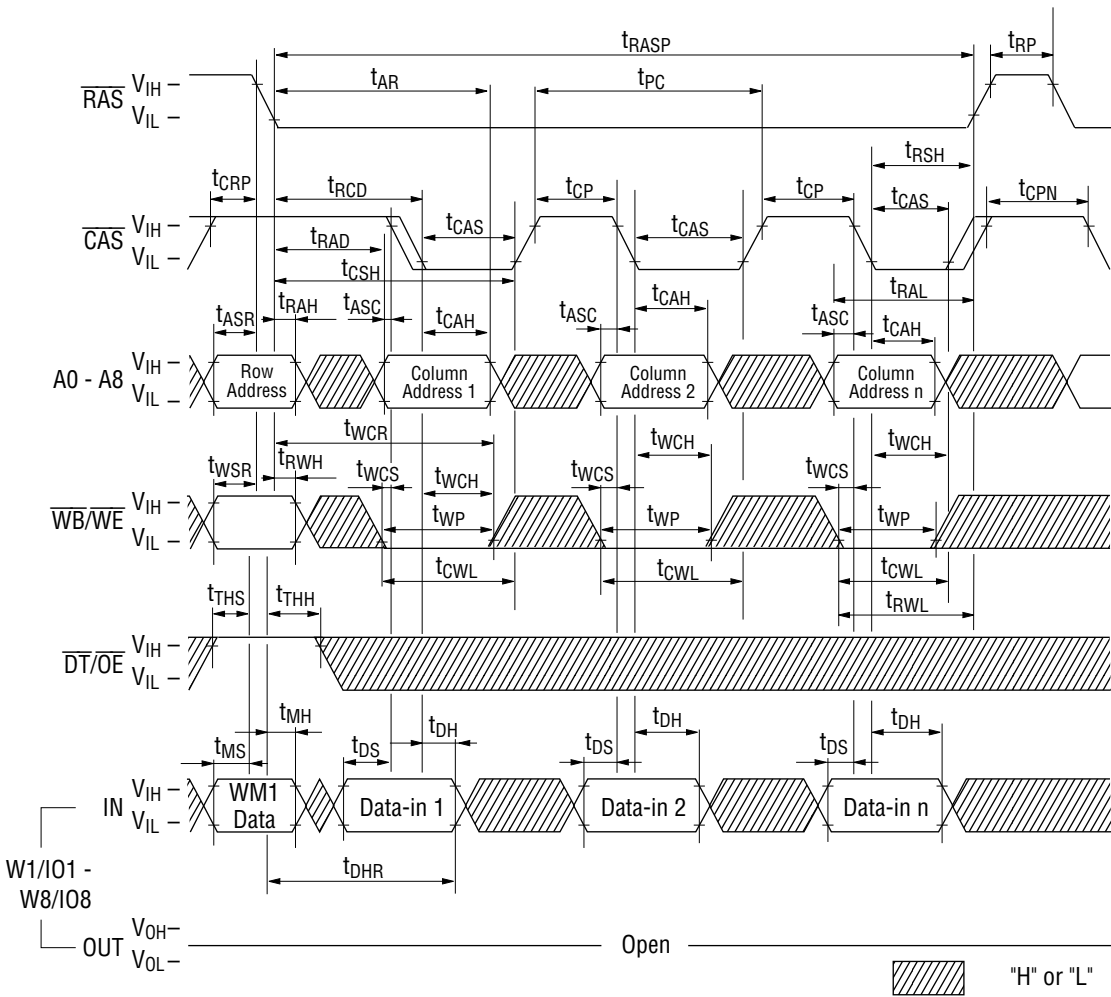 tRASP tRP
tAR tPC
RAS VIH –
VIL –
tRSH
tCRP tRCD tCP tCP tCAS tCPN
CAS VIH –
VIL –
tRAD tCAS tCAS
tCSH tRAL
tASR tRAH tASC tCAH tASC tCAH tASC tCAH
A0 - A8 VIH –
VIL –
Row Address
Column Address 1
Column Address 2
Column Address n
tWCR tWCH tWCH
tWSR tRWH tWCS tWCH tWCS tWCS
WB/WE VIH –
VIL –
tWP tWP tWP
tCWL tCWL tCWL
tRWL
tTHS tTHH
DT/OE VIH –
VIL –
tMH tDH tDH tDH
tMS tDS tDS tDS
IN VIH –
VIL –
WM1 Data
Data-in 1
Data-in 2
Data-in n
tDHR
W1/IO1 -
W8/IO8
OUT VOH –
VOL –
Open
"H" or "L"